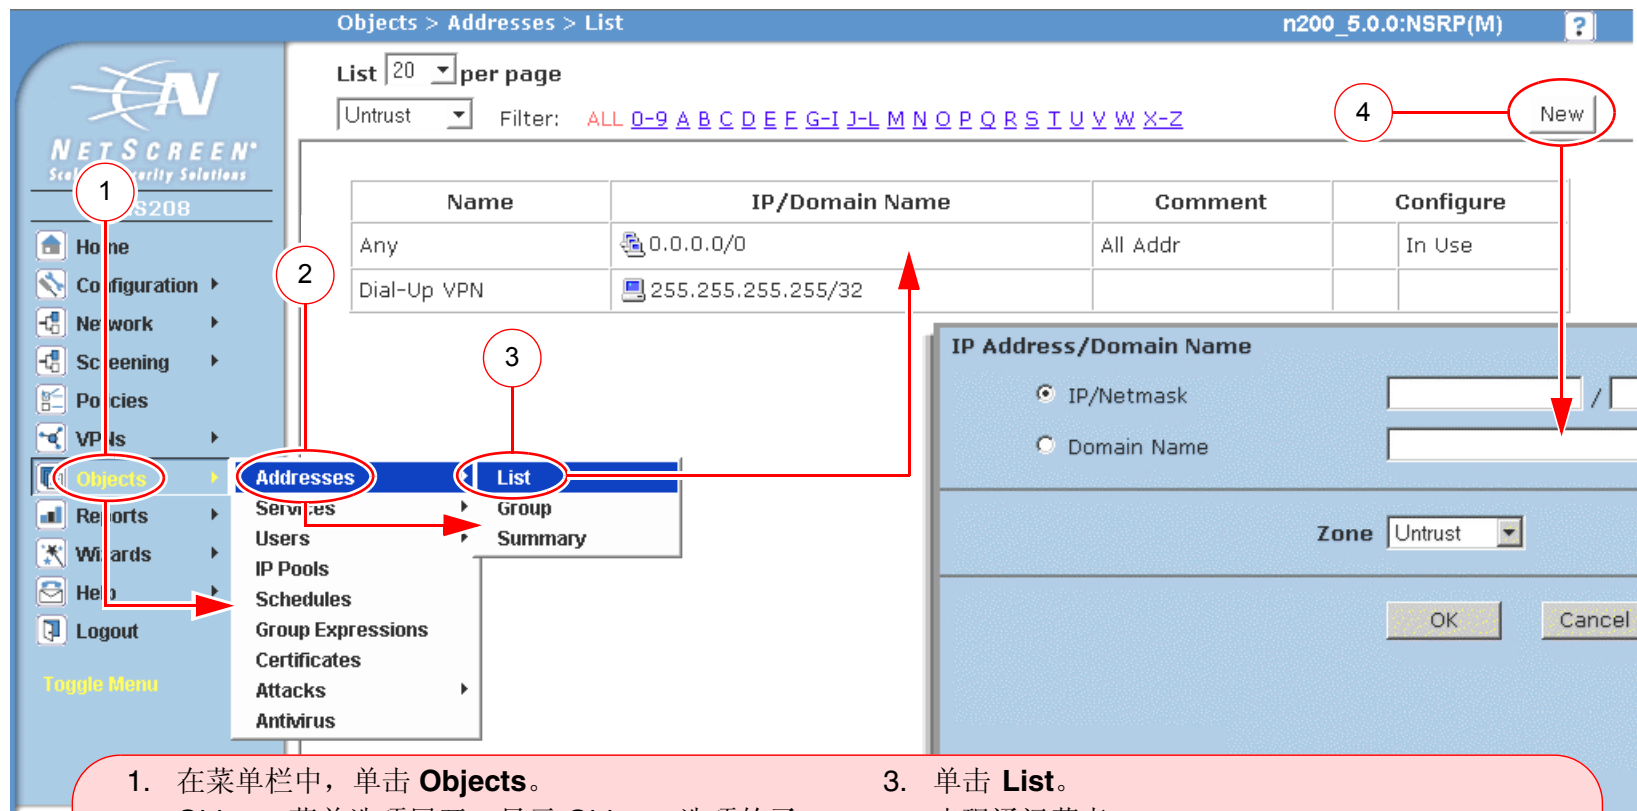 Objects > Addresses > List
n200_5.0.0:NSRP(M)
?
List 20 per page
Untrust Filter: ALL 0-9 A B C D E F G-I J-L M N O P Q R S T U V W X-Z
4
New
N
NETSCREEN
Security Solutions
1
S208
Name IP/Domain Name Comment Configure
Any 0.0.0.0/0 All Addr In Use
Dial-Up VPN 255.255.255.255/32
2
3
Home
Configuration
Network
Screening
Policies
VPNs
Objects
Reports
Wizards
Help
Logout
Toggle Menu
Addresses
Services
Users
IP Pools
Schedules
Group Expressions
Certificates
Attacks
Antivirus
List
Group
Summary
IP Address/Domain Name
IP/Netmask /
Domain Name
Zone Untrust
OK Cancel
1. 在菜单栏中，单击 Objects。
3. 单击 List。